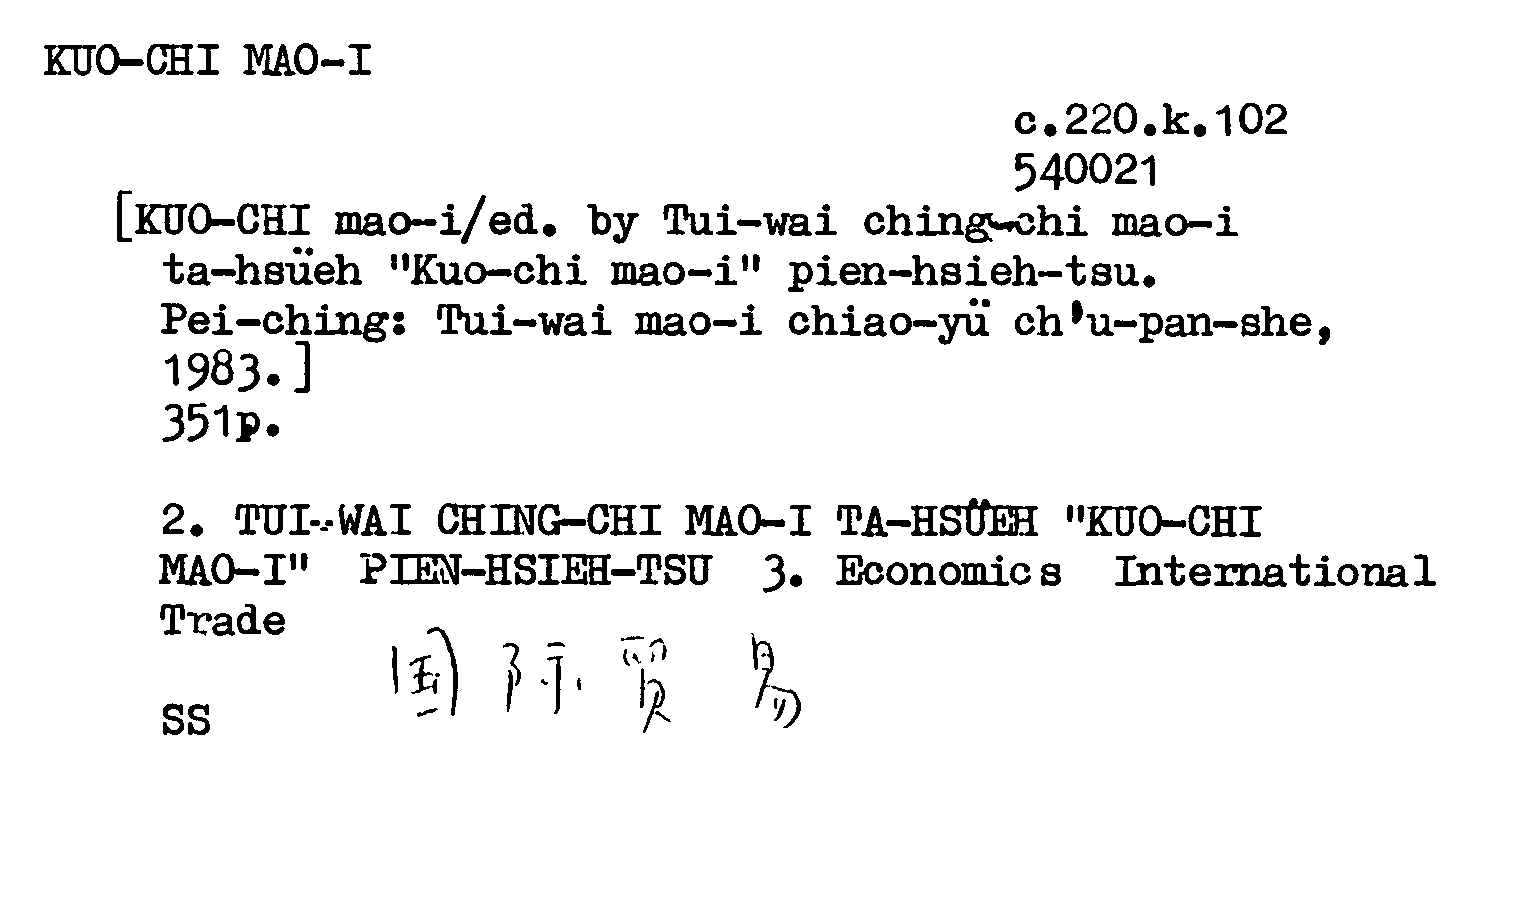 KUO-CHI MAO-I
c.220.k.102
540021
[KUO-CHI mao-i/ed. by Tui-wai ching-chi mao-i
ta-hsüeh "Kuo-chi mao-i" pien-hsieh-tsu.
Pei-ching: Tui-wai mao-i chiao-yü ch'u-pan-she,
1983.]
351p.
2. TUI-WAI CHING-CHI MAO-I TA-HSÜEH "KUO-CHI
MAO-I" PIEN-HSIEH-TSU 3. Economics International
Trade
国际贸易
SS